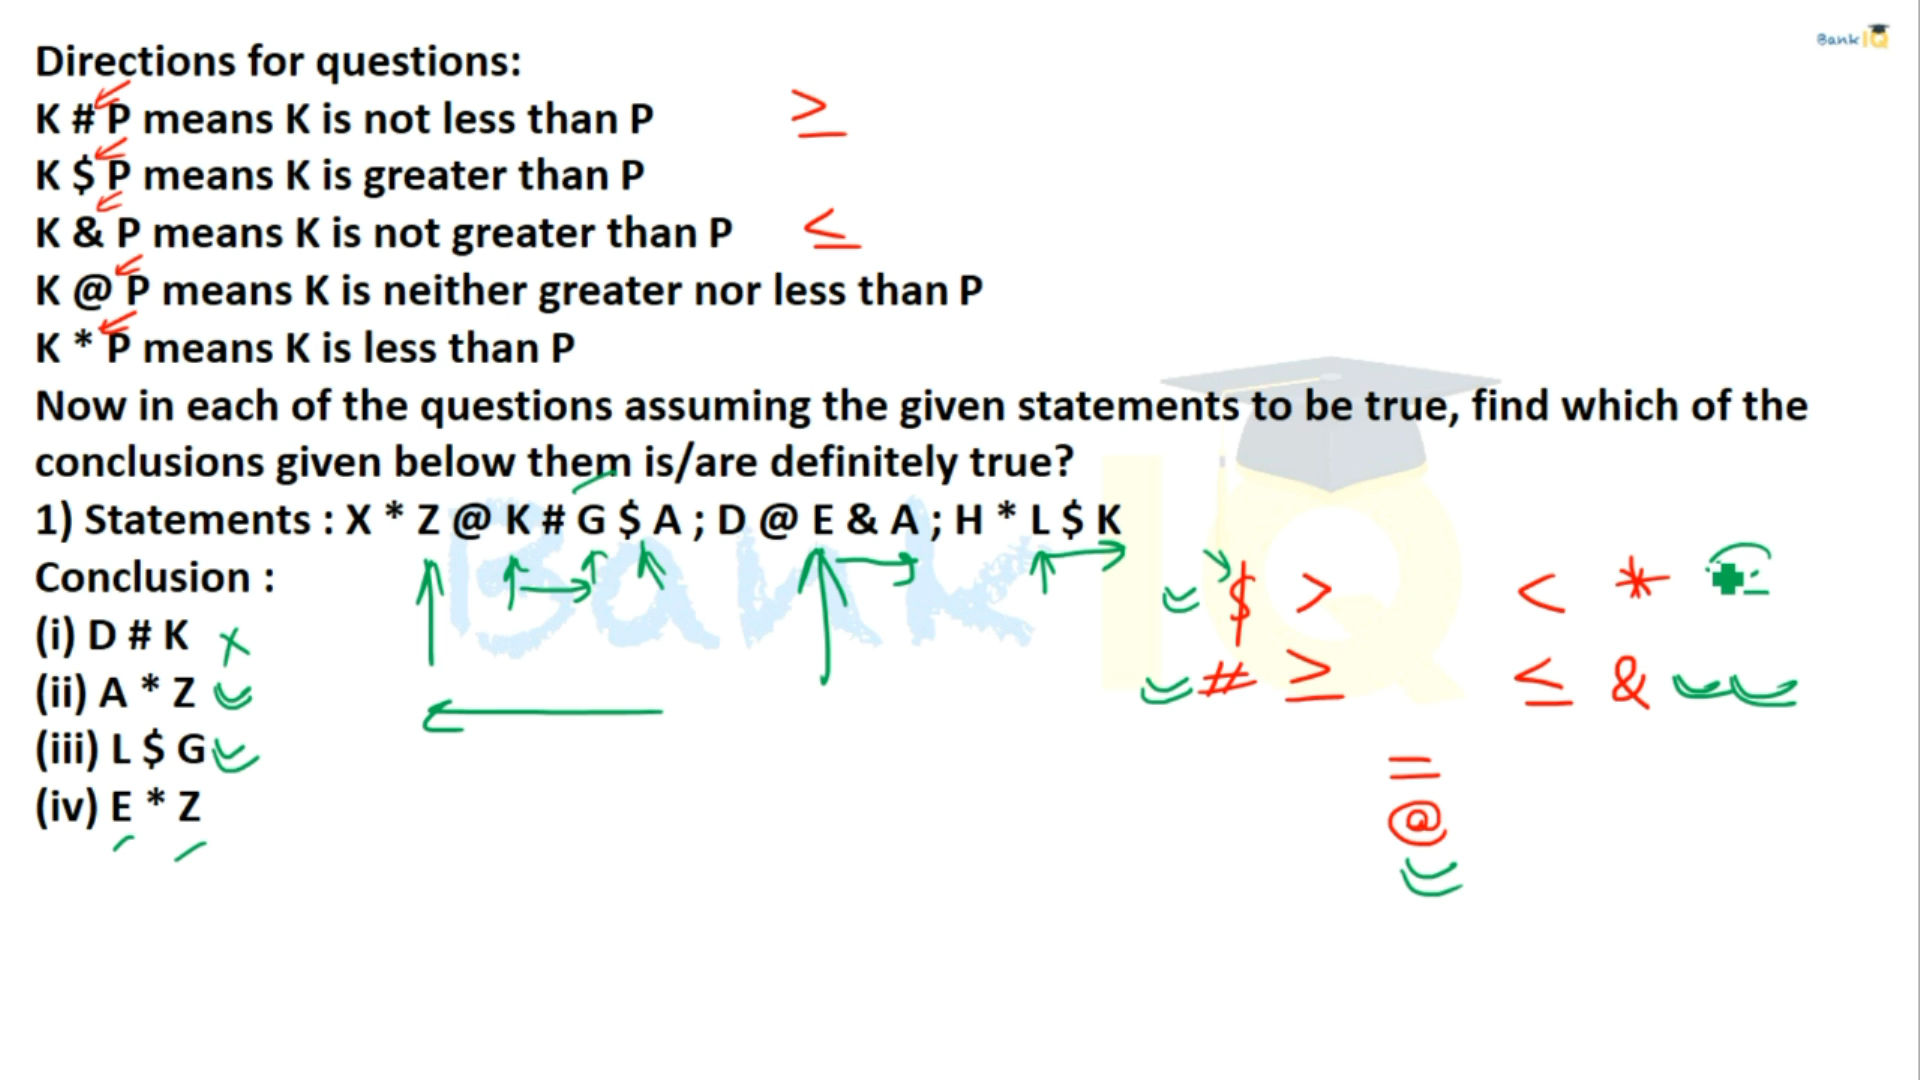 Bank IQ
Directions for questions:
K # P means K is not less than P ≥
K $ P means K is greater than P
K & P means K is not greater than P ≤
K @ P means K is neither greater nor less than P
K * P means K is less than P
Now in each of the questions assuming the given statements to be true, find which of the
conclusions given below them is/are definitely true?
1) Statements : X * Z @ K # G $ A ; D @ E & A ; H * L $ K
Conclusion :
$ > < *
(i) D # K ×
(ii) A * Z
# ≥ ≤ &
(iii) L $ G
=
(iv) E * Z
@
Bank IQ